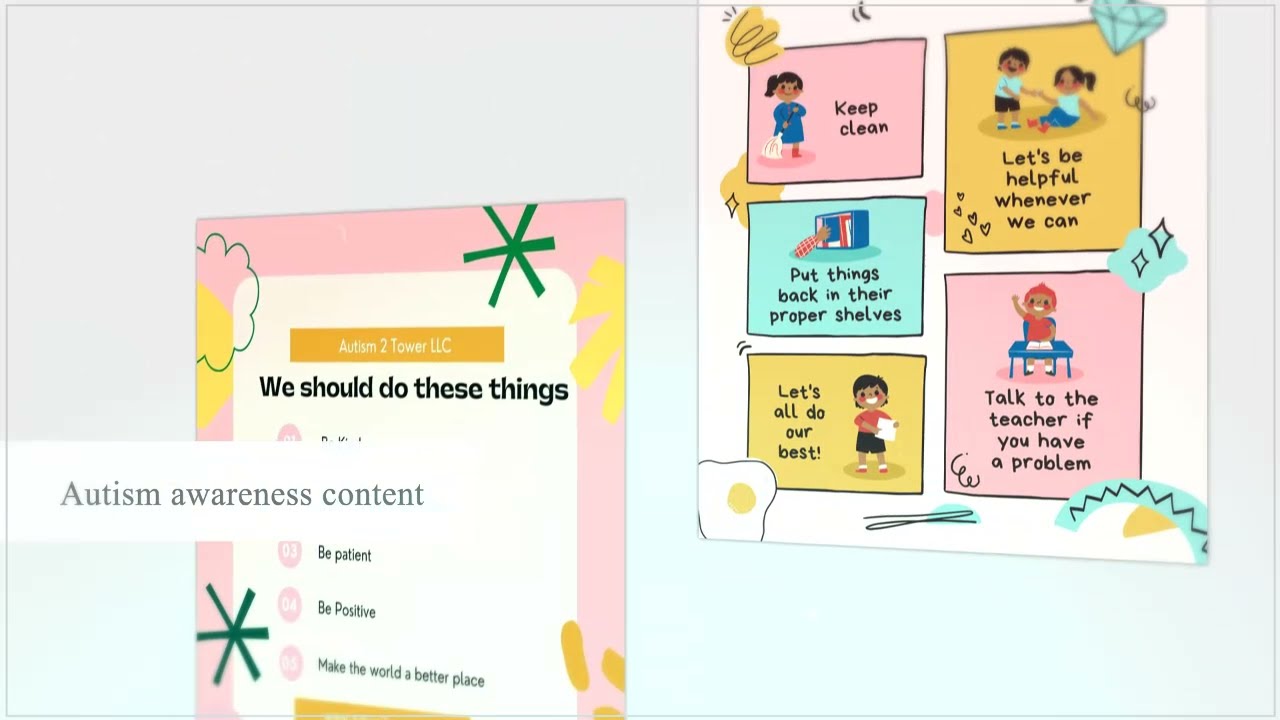 Autism 2 Tower LLC
We should do these things
01
Autism awareness content
03 Be patient
04 Be Positive
05 Make the world a better place
Keep
clean
Put things
back in their
proper shelves
Let's
all do
our
best!
Let's be
helpful
whenever
we can
Talk to the
teacher if
you have
a problem